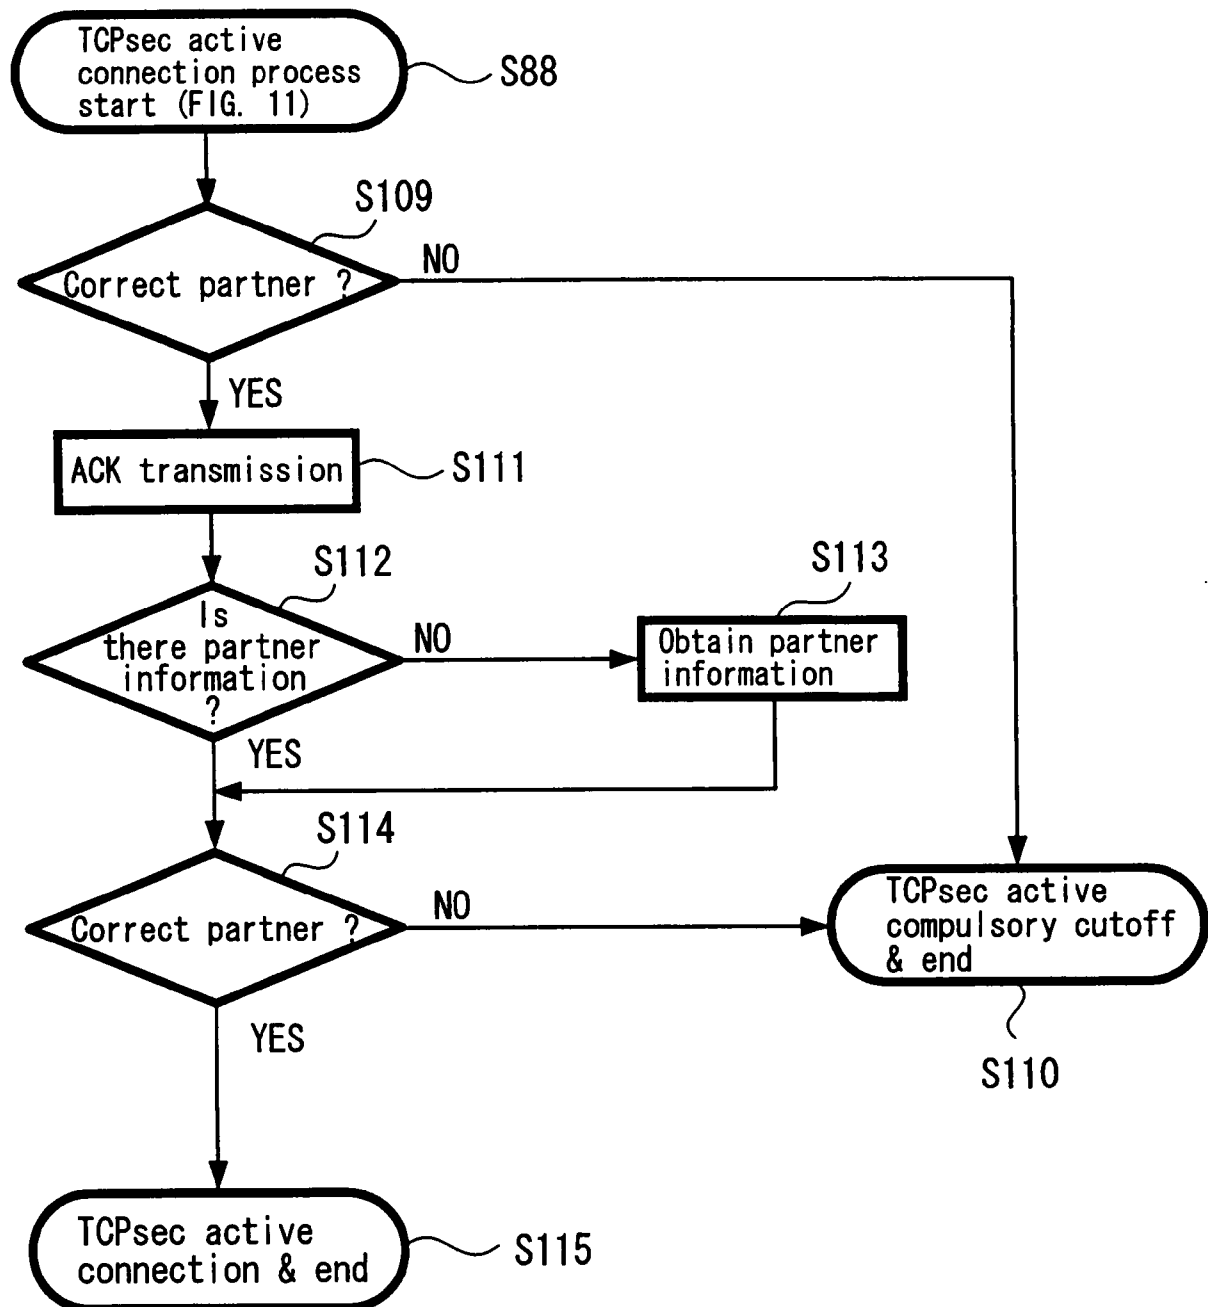 TCPsec active
connection process
start (FIG. 11)
S88
S109
Correct partner ?
NO
YES
ACK transmission
S111
S112
Is
there partner
information
?
NO
S113
Obtain partner
information
YES
S114
Correct partner ?
NO
TCPsec active
compulsory cutoff
& end
YES
S110
TCPsec active
connection & end
S115